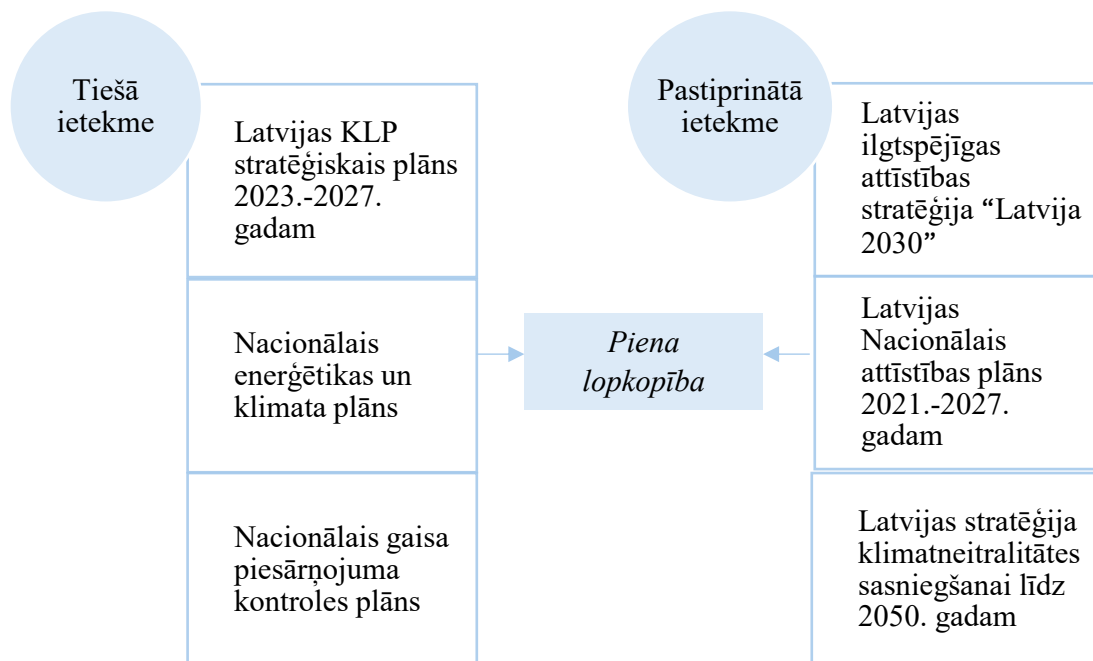 Tiešā
ietekme
Latvijas KLP
stratēģiskais plāns
2023.-2027.
gadam
Nacionālais
enerģētikas un
klimata plāns
Nacionālais gaisa
piesārņojuma
kontroles plāns
Piena
lopkopība
Pastiprinātā
ietekme
Latvijas
ilgtspējīgas
attīstības
stratēģija “Latvija
2030”
Latvijas
Nacionālais
attīstības plāns
2021.-2027.
gadam
Latvijas stratēģija
klimatneitralitātes
sasniegšanai līdz
2050. gadam